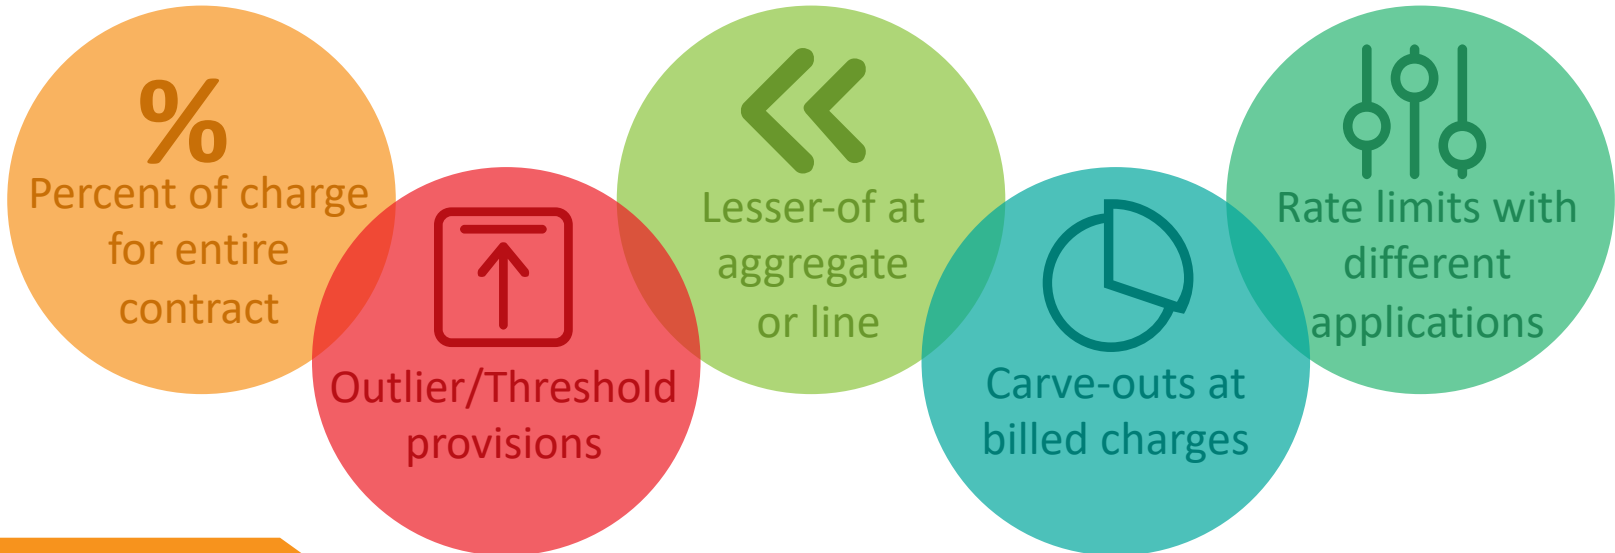 %
Percent of charge
for entire
contract
Outlier/Threshold
provisions
Lesser-of at
aggregate
or line
Carve-outs at
billed charges
Rate limits with
different
applications